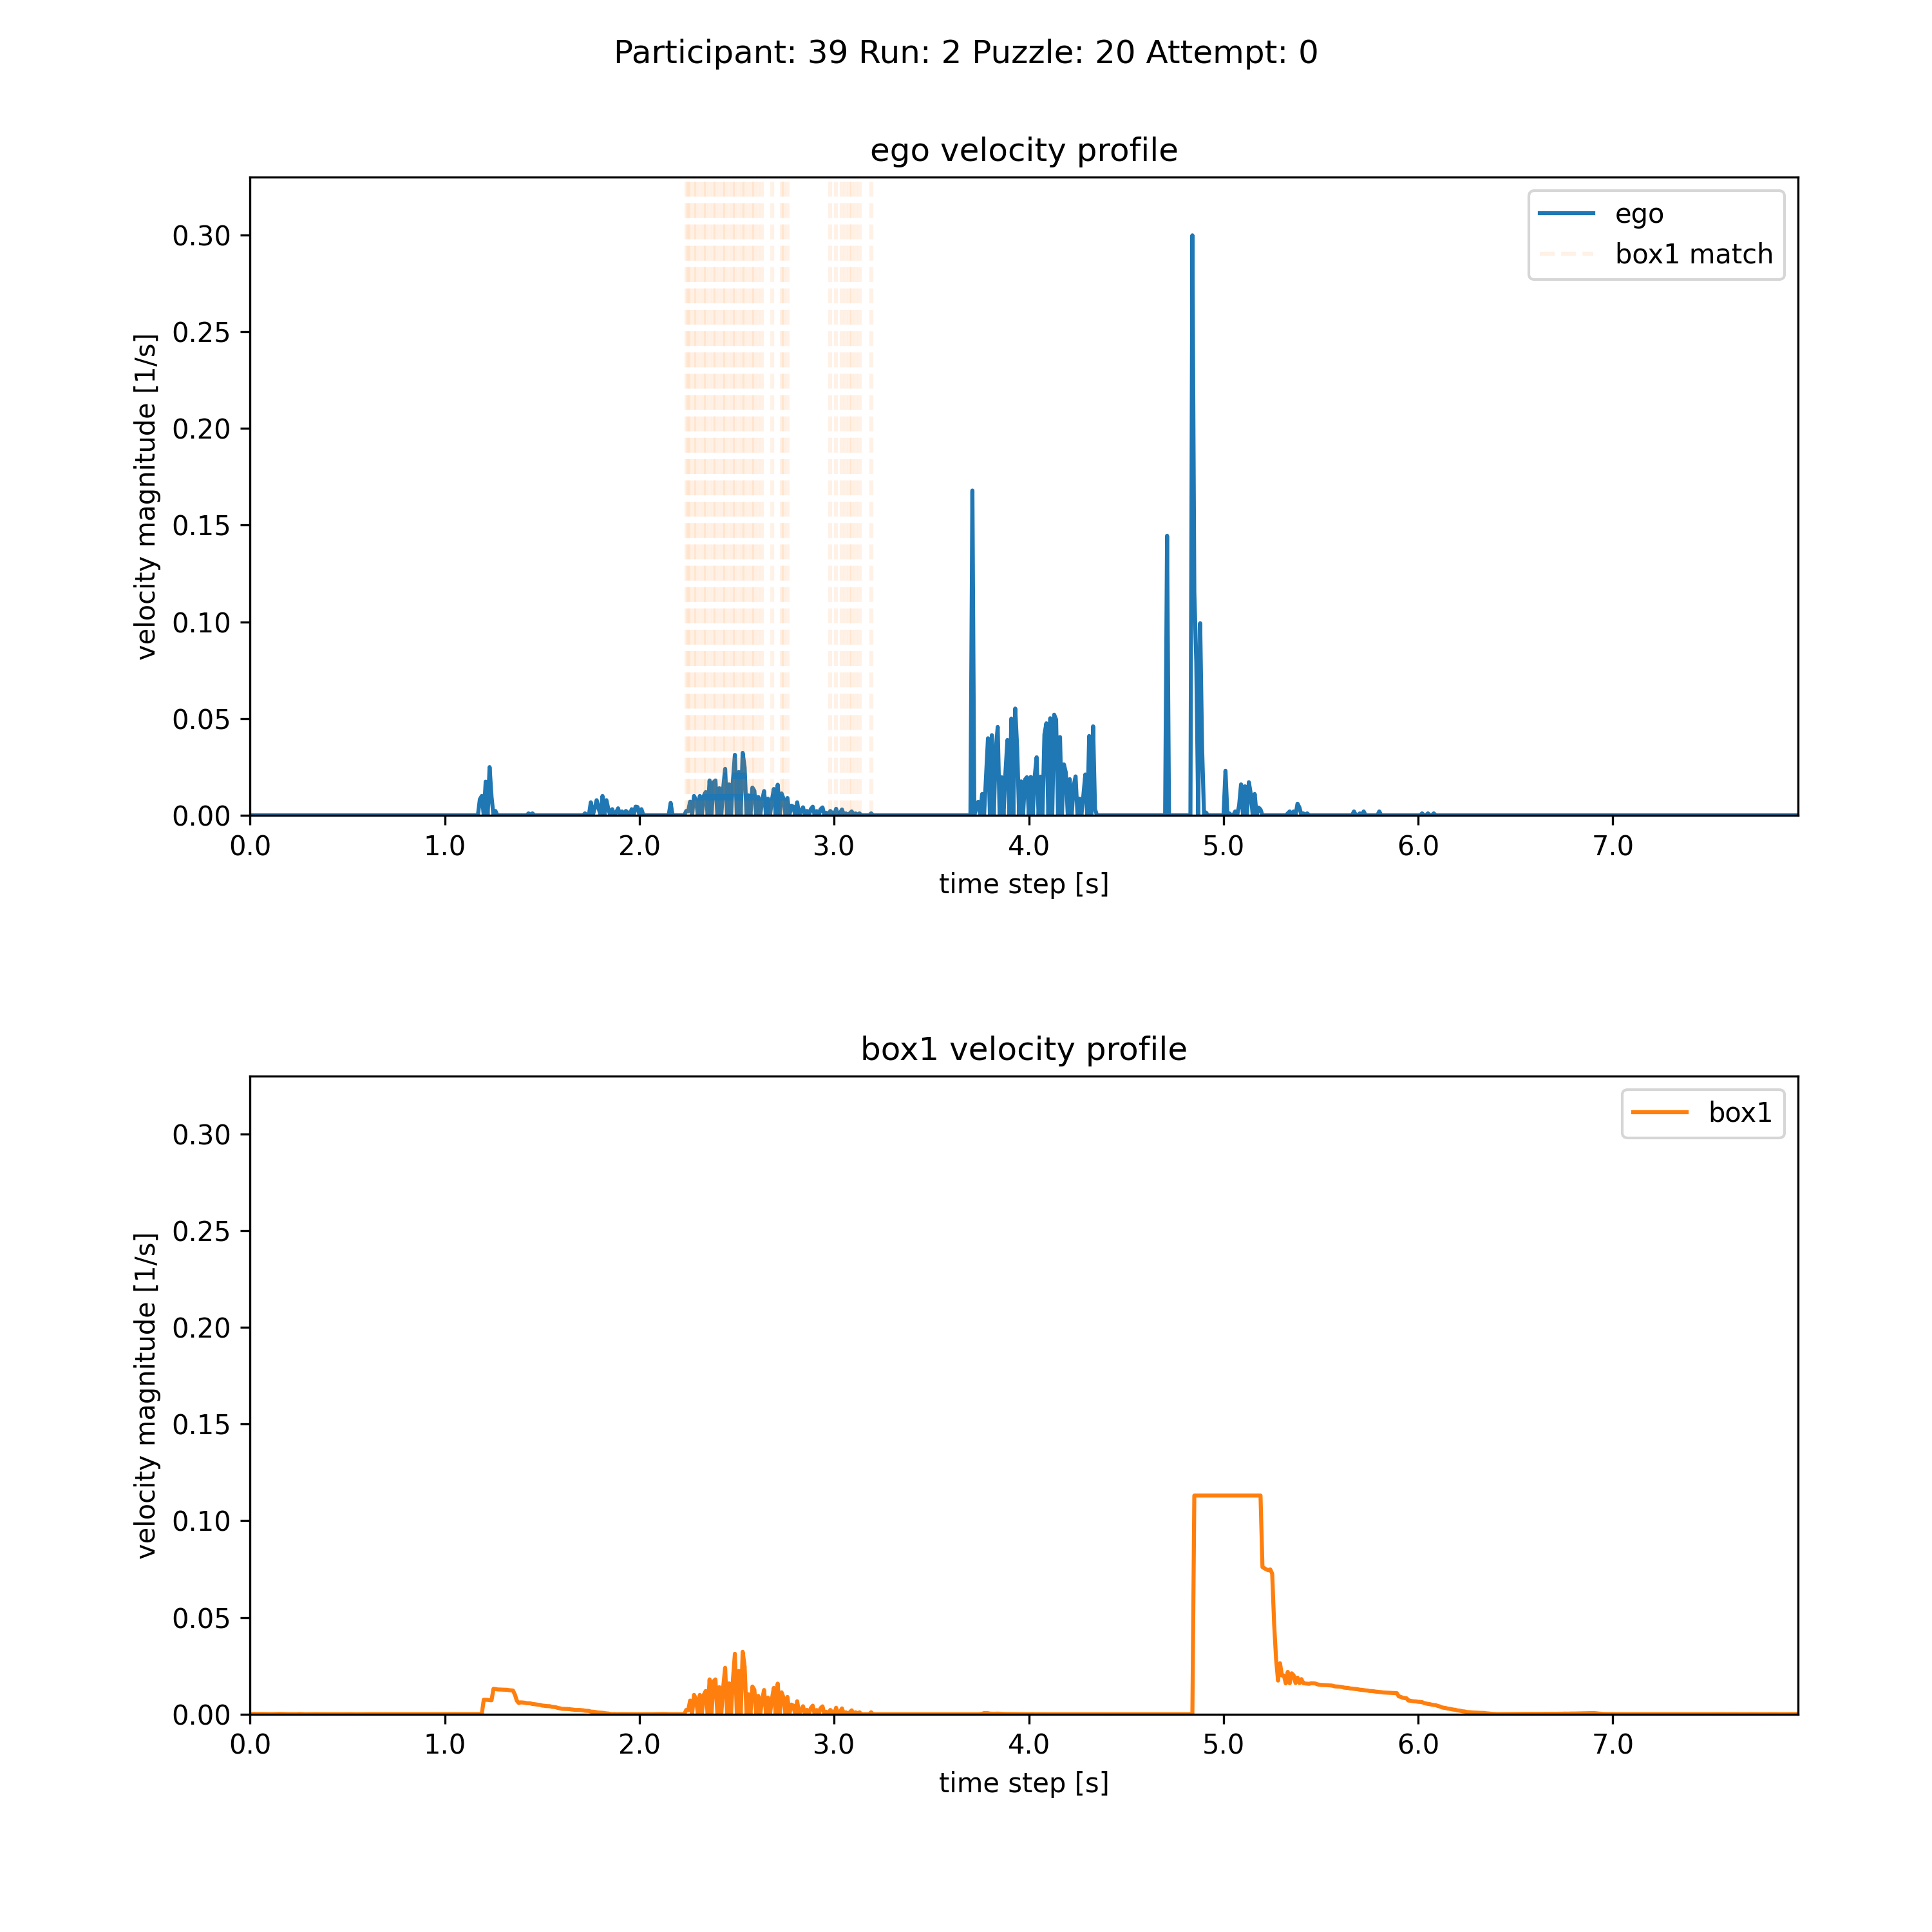 Participant: 39 Run: 2 Puzzle: 20 Attempt: 0
ego velocity profile
ego
box1 match
velocity magnitude [1/s]
0.30
0.25
0.20
0.15
0.10
0.05
0.00
0.0 1.0 2.0 3.0 4.0 5.0 6.0 7.0
time step [s]
box1 velocity profile
box1
velocity magnitude [1/s]
0.30
0.25
0.20
0.15
0.10
0.05
0.00
0.0 1.0 2.0 3.0 4.0 5.0 6.0 7.0
time step [s]